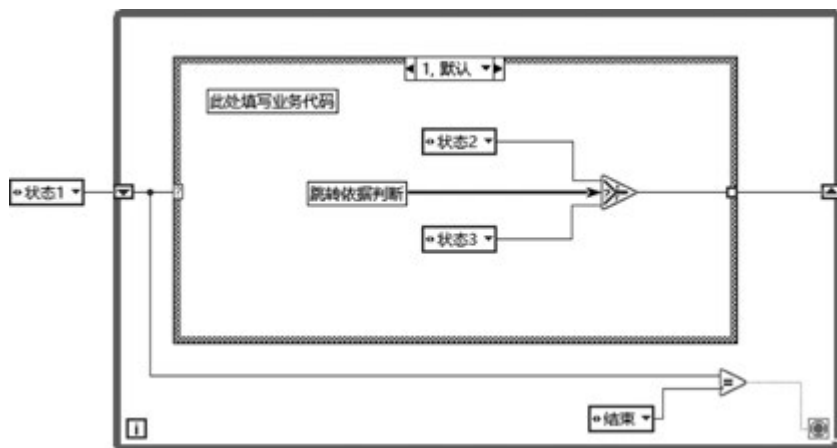 1, 默认
此处填写业务代码
状态2
状态1
跳转依据判断
?
状态3
=
结束
i